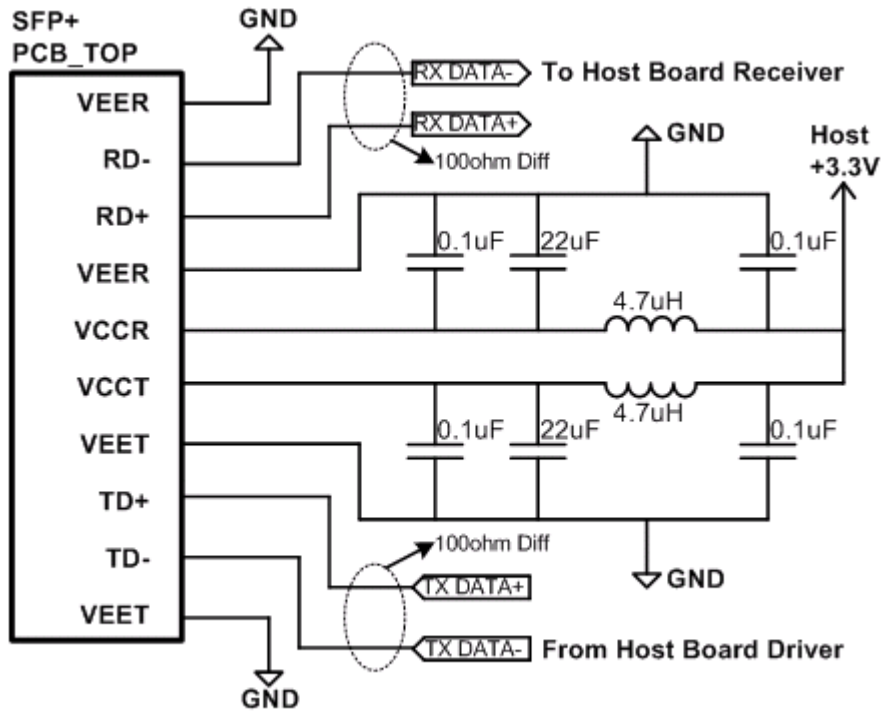 SFP+
PCB_TOP
GND
VEER
RD-
RD+
VEER
VCCR
VCCT
VEET
TD+
TD-
VEET
GND
RX DATA-
To Host Board Receiver
RX DATA+
100ohm Diff
GND
Host
+3.3V
0.1uF
22uF
0.1uF
4.7uH
4.7uH
0.1uF
22uF
0.1uF
100ohm Diff
GND
TX DATA+
TX DATA-
From Host Board Driver